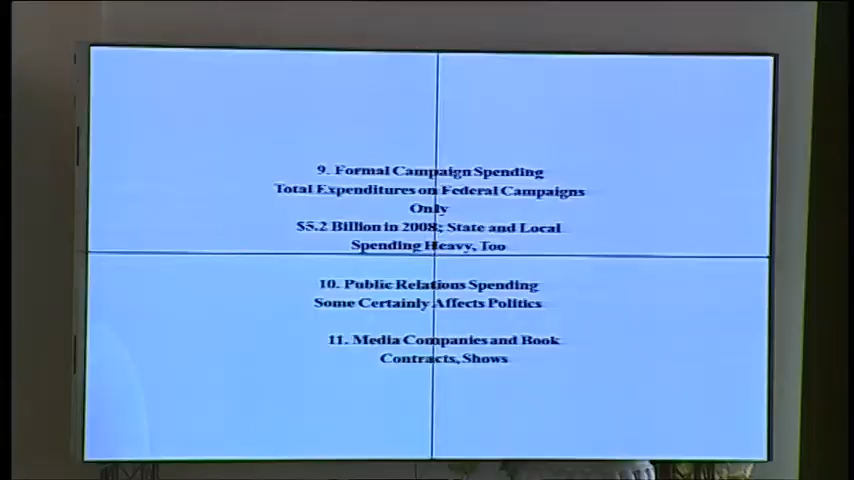 9. Formal Campaign Spending
Total Expenditures on Federal Campaigns
Only
$5.2 Billion in 2008; State and Local
Spending Heavy, Too
10. Public Relations Spending
Some Certainly Affects Politics
11. Media Companies and Book
Contracts, Shows